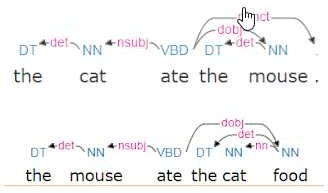 det nsubj dobj det
DT NN VBD DT NN .
the cat ate the mouse .
dobj
det nsubj det nn
DT NN VBD DT NN NN
the mouse ate the cat food